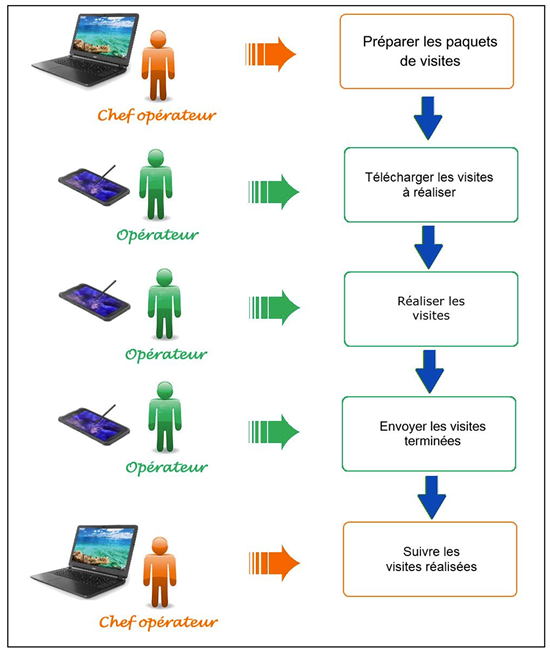 Préparer les paquets
de visites
Chef opérateur
Télécharger les visites
à réaliser
Opérateur
Réaliser les
visites
Opérateur
Envoyer les visites
terminées
Opérateur
Suivre les
visites réalisées
Chef opérateur